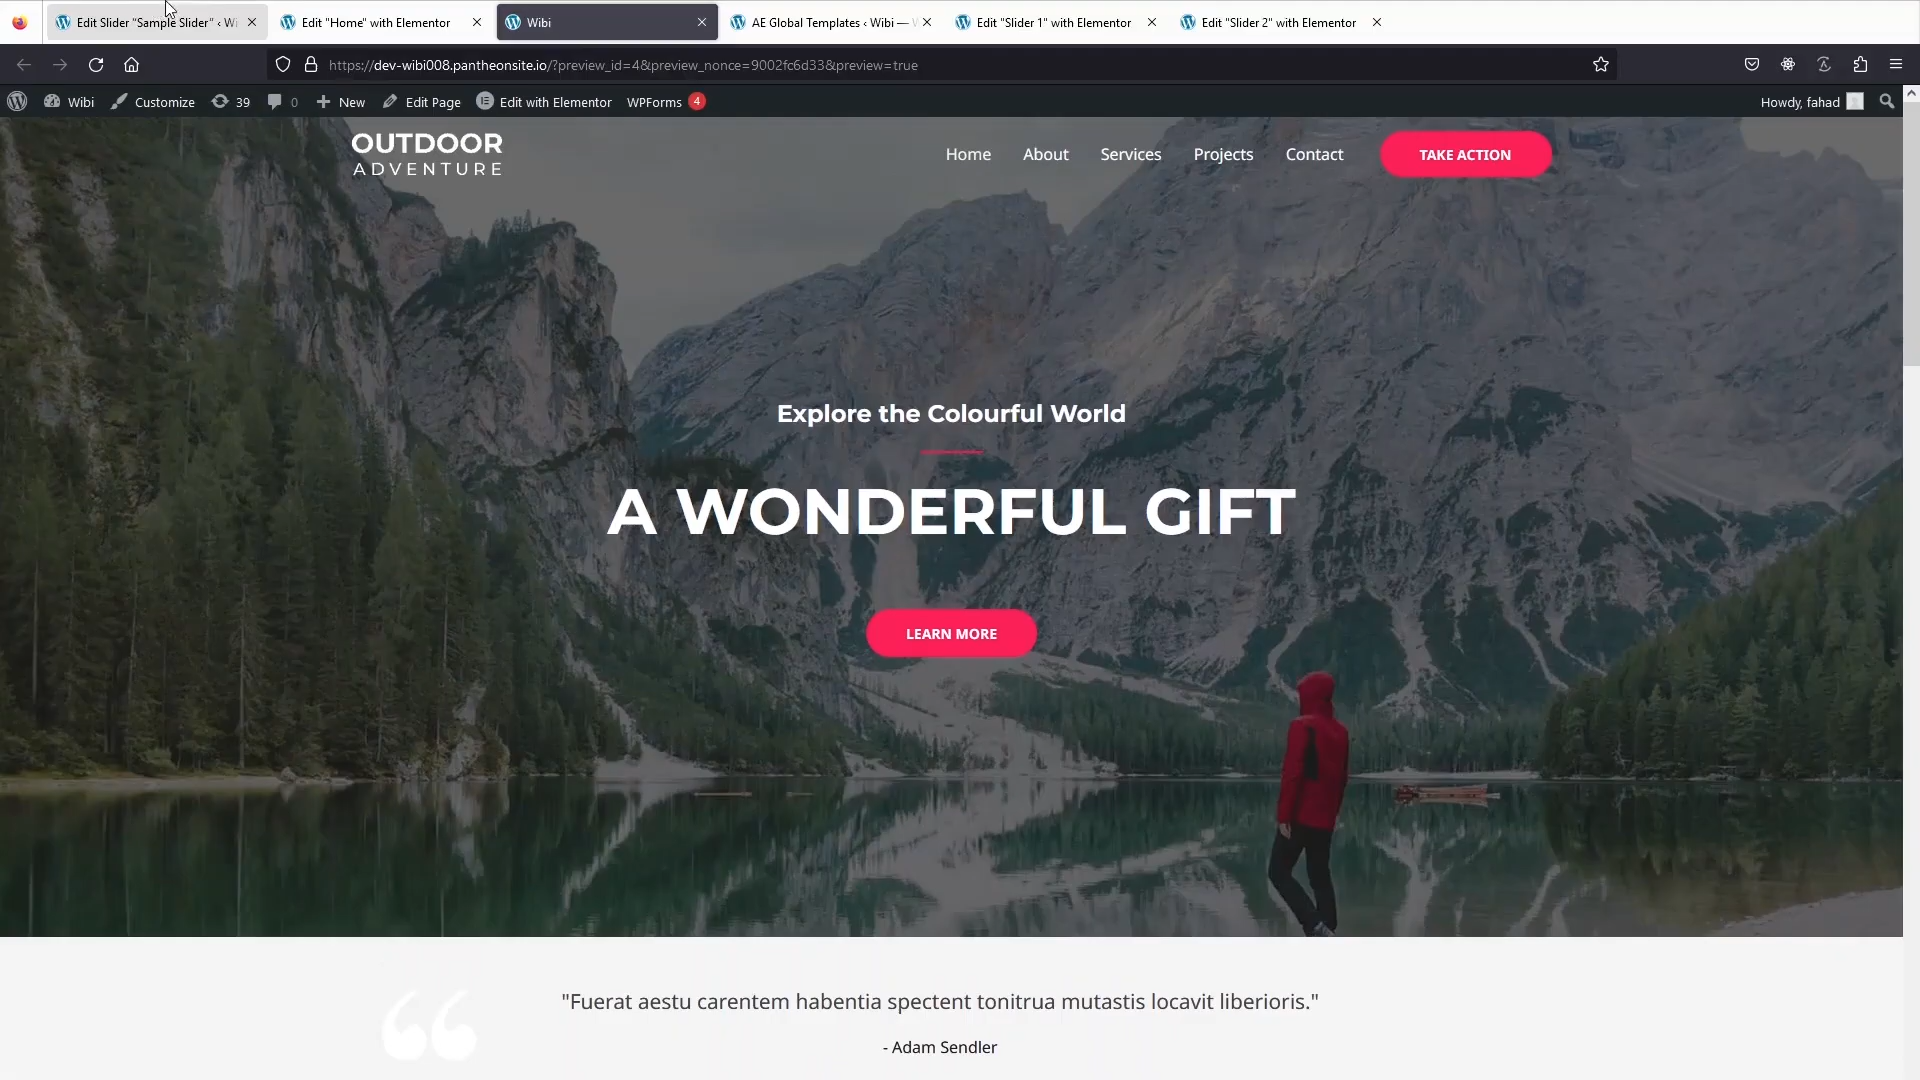 Edit Slider "Sample Slider" ‹ Wi
Edit "Home" with Elementor
Wibi
AE Global Templates ‹ Wibi — W
Edit "Slider 1" with Elementor
Edit "Slider 2" with Elementor
https://dev-wibi008.pantheonsite.io/?preview_id=4&preview_nonce=9002fc6d33&preview=true
Wibi
Customize
39
0
New
Edit Page
Edit with Elementor
WPForms 4
Howdy, fahad
OUTDOOR
ADVENTURE
Home
About
Services
Projects
Contact
TAKE ACTION
Explore the Colourful World
A WONDERFUL GIFT
LEARN MORE
"Fuerat aestu carentem habentia spectent tonitrua mutastis locavit liberioris."
- Adam Sendler